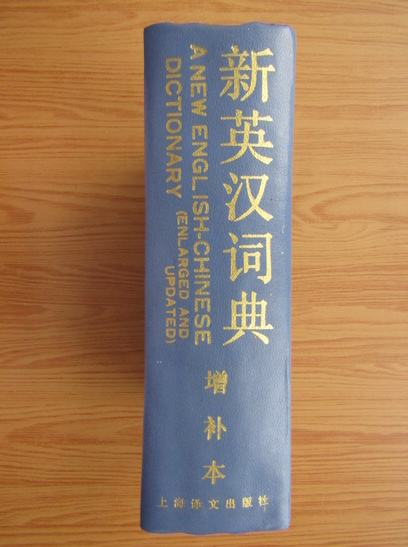 新英汉词典
A NEW ENGLISH-CHINESE
DICTIONARY
(ENLARGED AND
UPDATED)
增补本
上海译文出版社